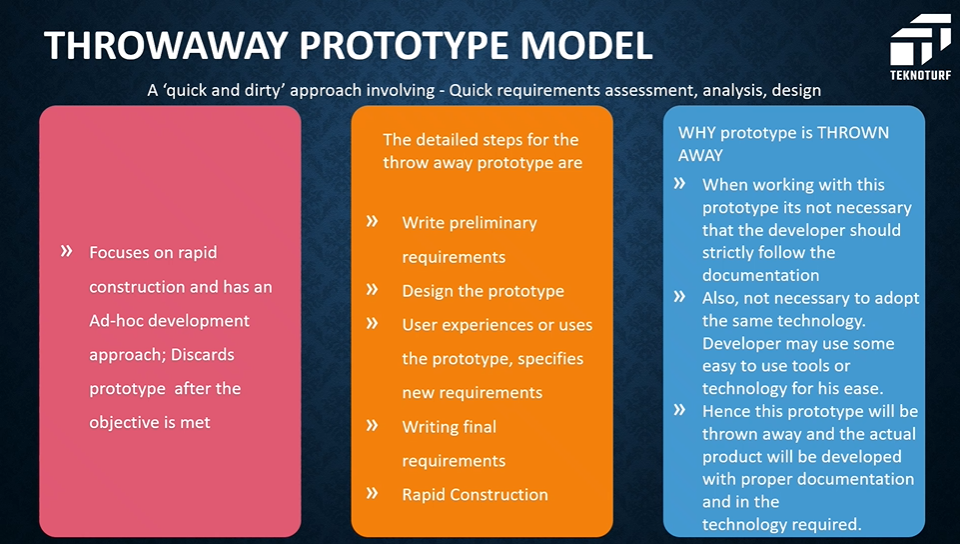 THROWAWAY PROTOTYPE MODEL
TEKNOTURF
A ‘quick and dirty’ approach involving - Quick requirements assessment, analysis, design
» Focuses on rapid
construction and has an
Ad-hoc development
approach; Discards
prototype after the
objective is met
The detailed steps for the
throw away prototype are
» Write preliminary
requirements
» Design the prototype
» User experiences or uses
the prototype, specifies
new requirements
» Writing final
requirements
» Rapid Construction
WHY prototype is THROWN
AWAY
» When working with this
prototype its not necessary
that the developer should
strictly follow the
documentation
» Also, not necessary to adopt
the same technology.
Developer may use some
easy to use tools or
technology for his ease.
» Hence this prototype will be
thrown away and the actual
product will be developed
with proper documentation
and in the
technology required.